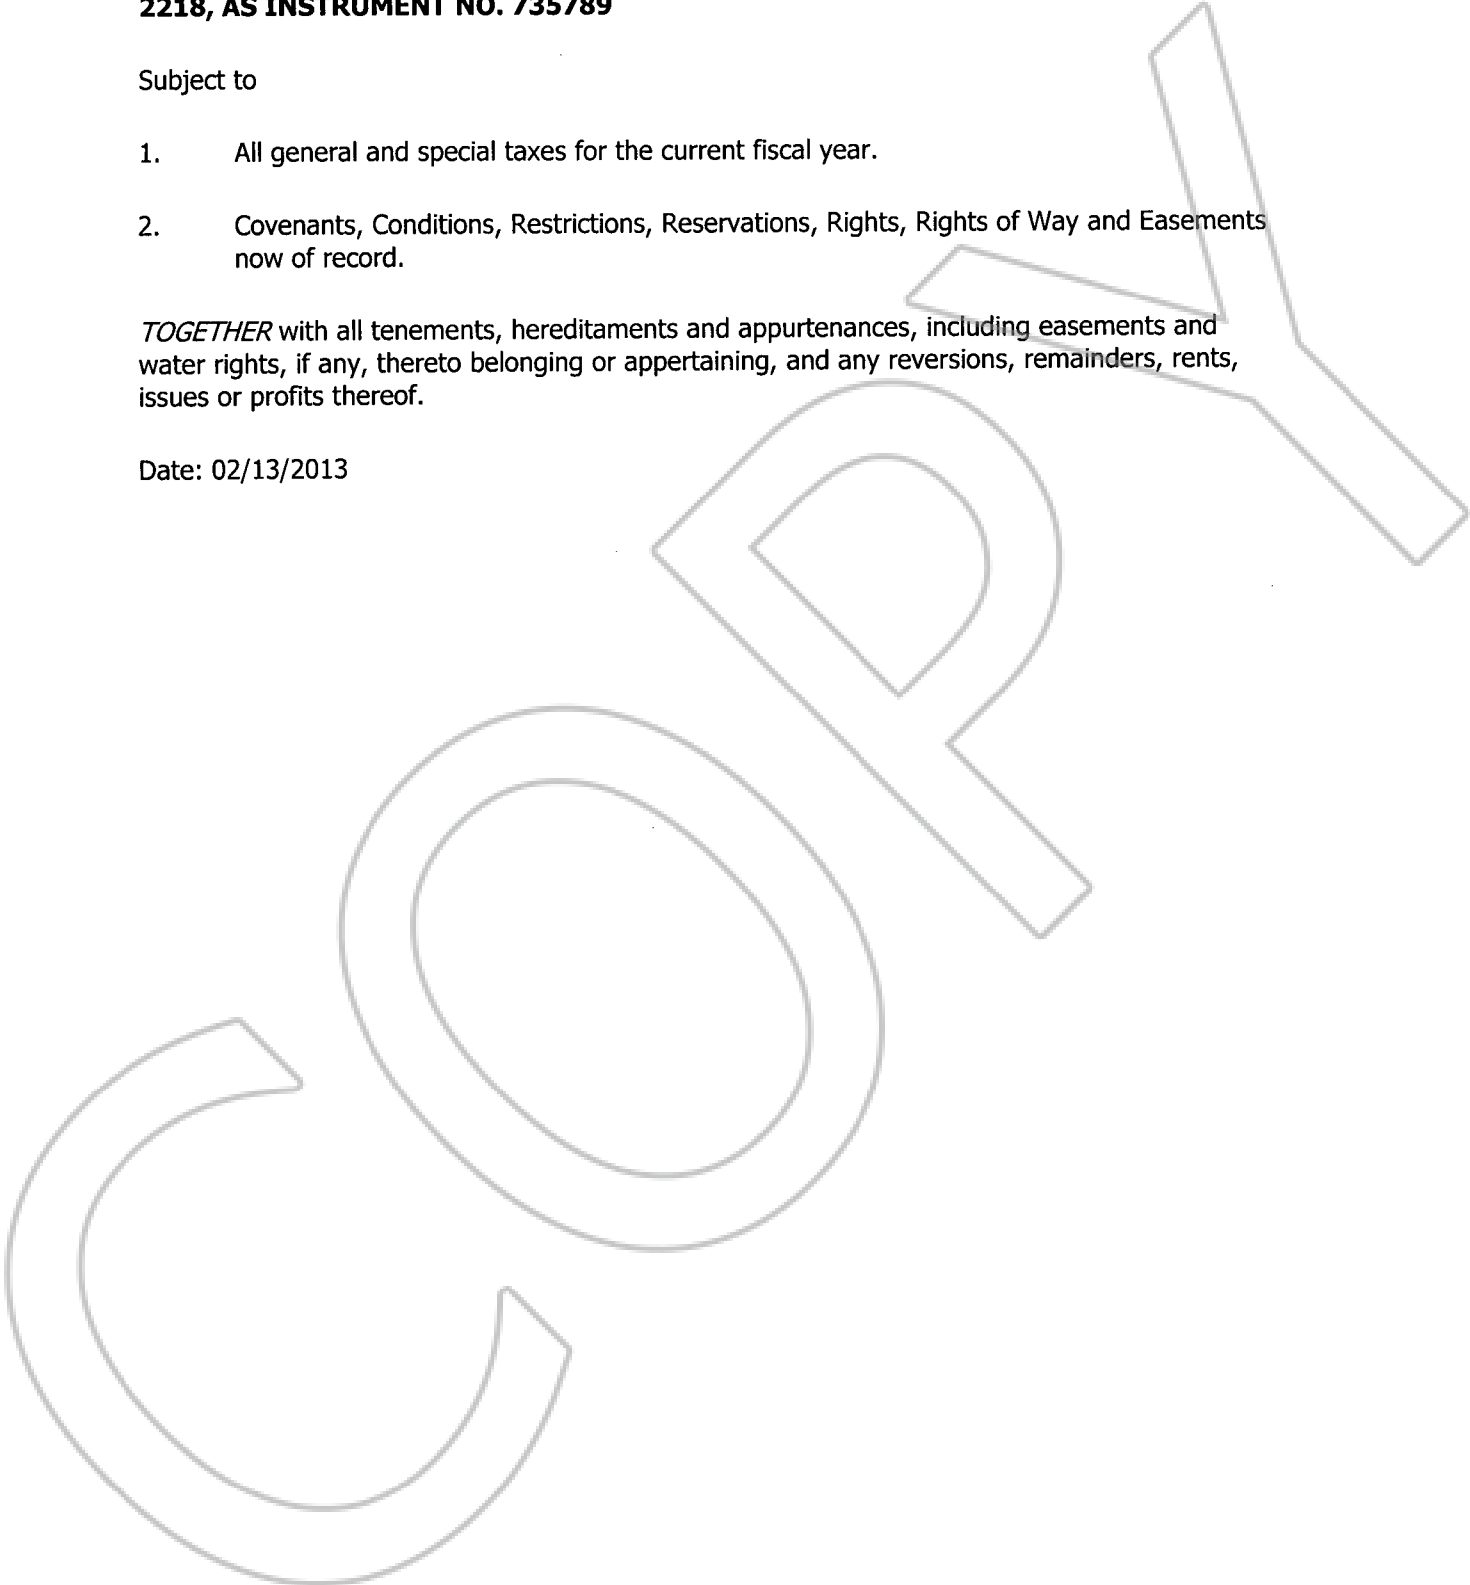 2218, AS INSTRUMENT NO. 735789
Subject to
1. All general and special taxes for the current fiscal year.
2. Covenants, Conditions, Restrictions, Reservations, Rights, Rights of Way and Easements
now of record.
TOGETHER with all tenements, hereditaments and appurtenances, including easements and
water rights, if any, thereto belonging or appertaining, and any reversions, remainders, rents,
issues or profits thereof.
Date: 02/13/2013
COPY